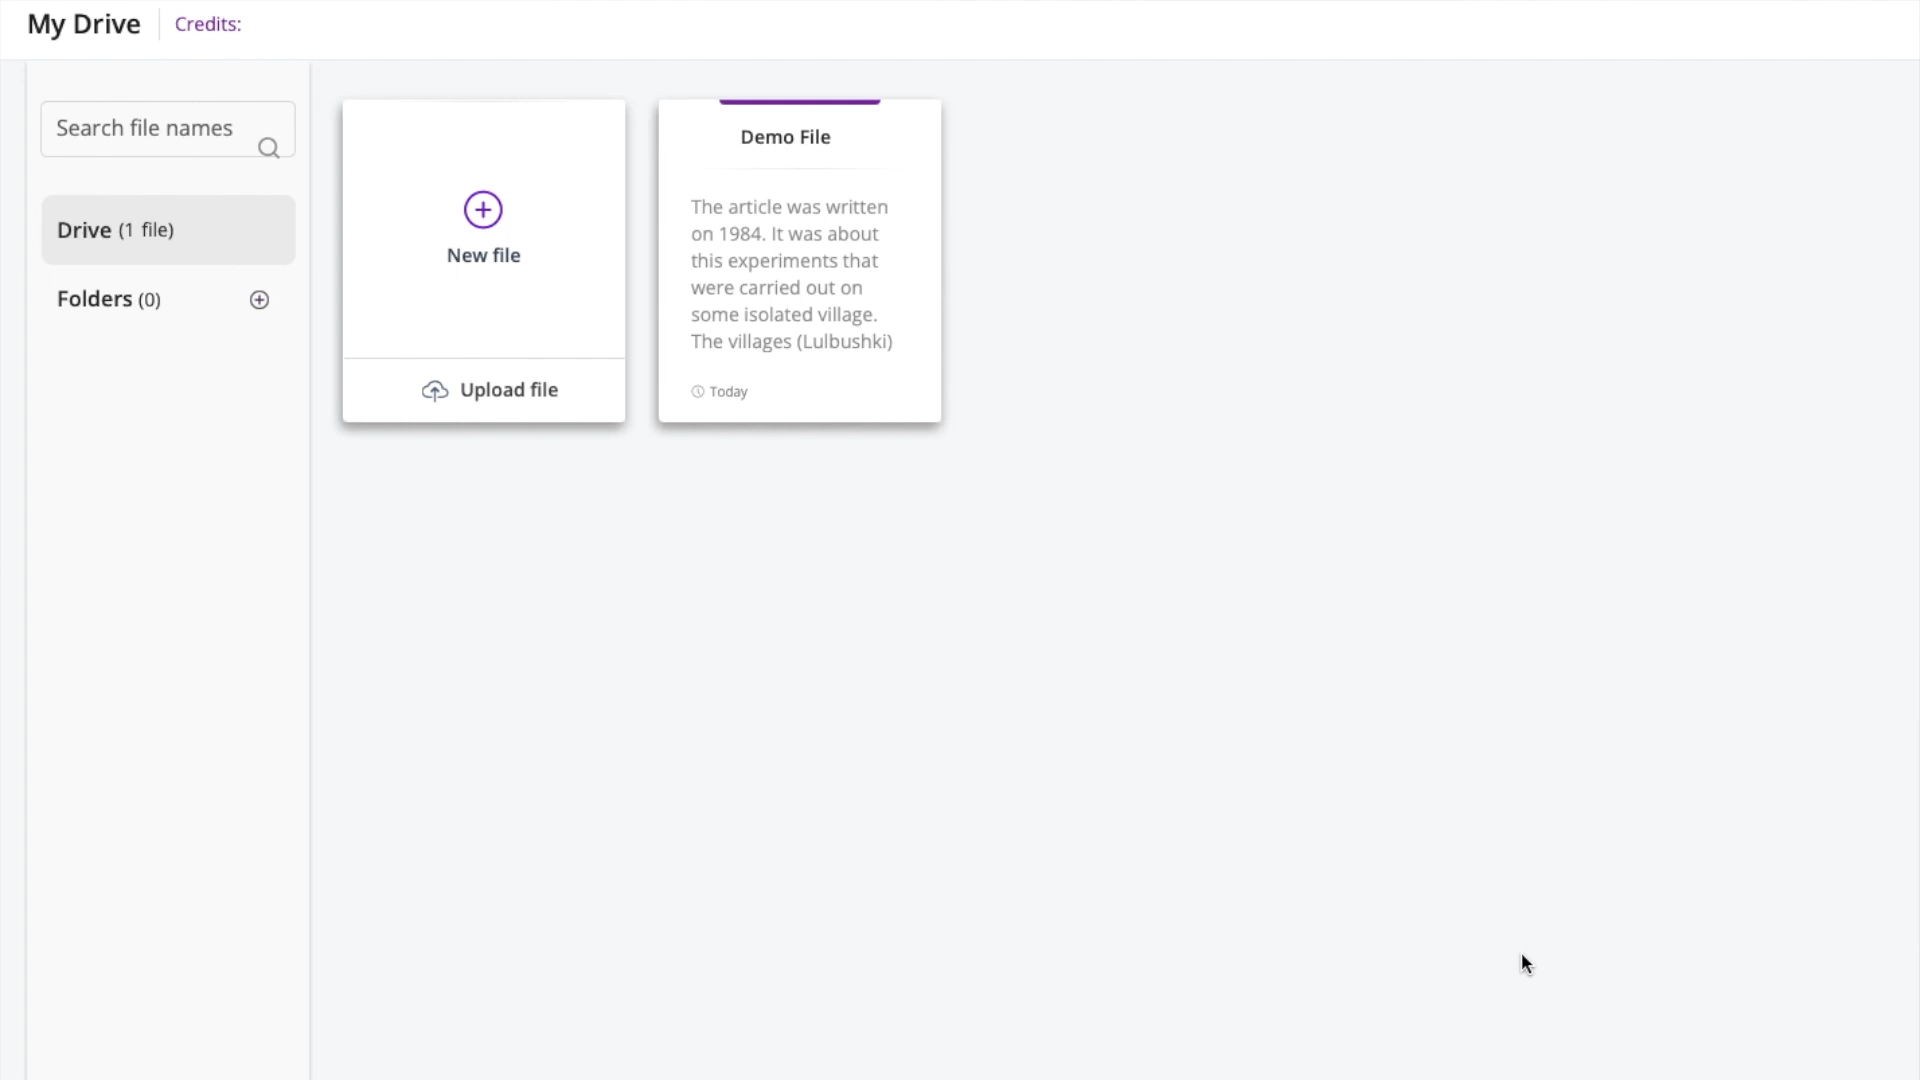 My Drive
Credits:
Search file names
Drive (1 file)
Folders (0)
New file
Upload file
Demo File
The article was written
on 1984. It was about
this experiments that
were carried out on
some isolated village.
The villages (Lulbushki)
Today